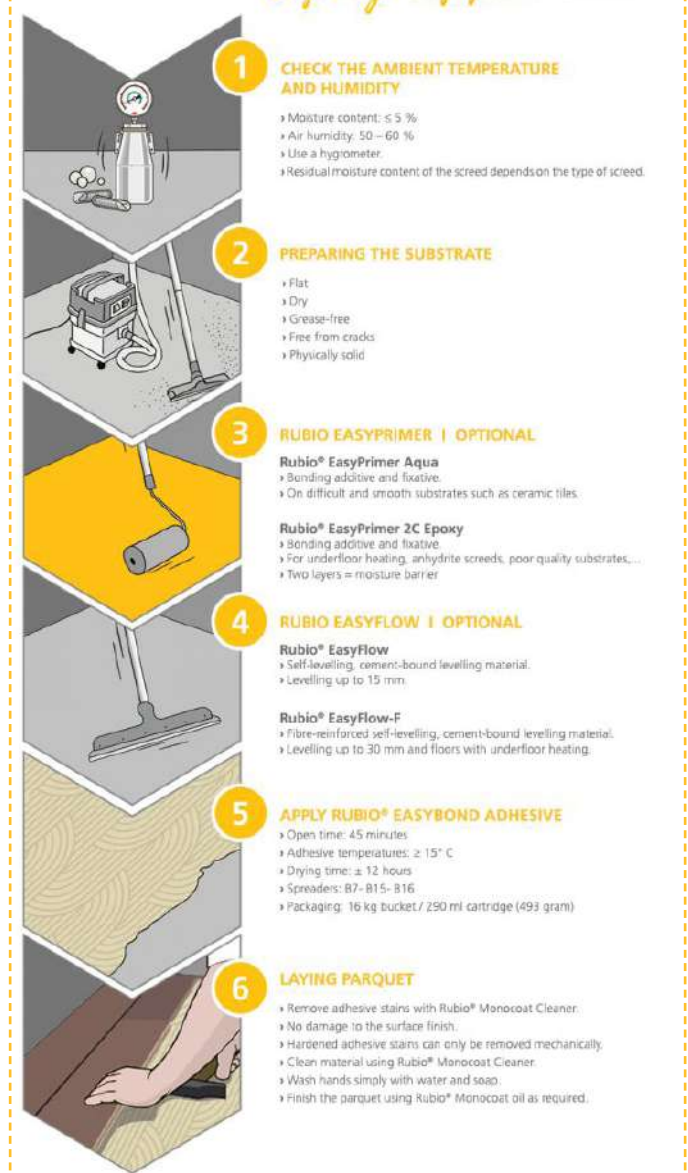 1
CHECK THE AMBIENT TEMPERATURE
AND HUMIDITY
› Moisture content: ≤ 5 %
› Air humidity: 50 – 60 %
› Use a hygrometer.
› Residual moisture content of the screed depends on the type of screed.
2
PREPARING THE SUBSTRATE
› Flat
› Dry
› Grease-free
› Free from cracks
› Physically solid
3
RUBIO EASYPRIMER | OPTIONAL
Rubio® EasyPrimer Aqua
› Bonding additive and fixative.
› On difficult and smooth substrates such as ceramic tiles.
Rubio® EasyPrimer 2C Epoxy
› Bonding additive and fixative.
› For underfloor heating, anhydrite screeds, poor quality substrates,...
› Two layers = moisture barrier
4
RUBIO EASYFLOW | OPTIONAL
Rubio® EasyFlow
› Self-levelling, cement-bound levelling material.
› Levelling up to 15 mm.
Rubio® EasyFlow-F
› Fibre-reinforced self-levelling, cement-bound levelling material.
› Levelling up to 30 mm and floors with underfloor heating.
5
APPLY RUBIO® EASYBOND ADHESIVE
› Open time: 45 minutes
› Adhesive temperatures: ≥ 15° C
› Drying time: ± 12 hours
› Spreaders: B7- B15- B16
› Packaging: 16 kg bucket / 290 ml cartridge (493 gram)
6
LAYING PARQUET
› Remove adhesive stains with Rubio® Monocoat Cleaner.
› No damage to the surface finish.
› Hardened adhesive stains can only be removed mechanically.
› Clean material using Rubio® Monocoat Cleaner.
› Wash hands simply with water and soap.
› Finish the parquet using Rubio® Monocoat oil as required.